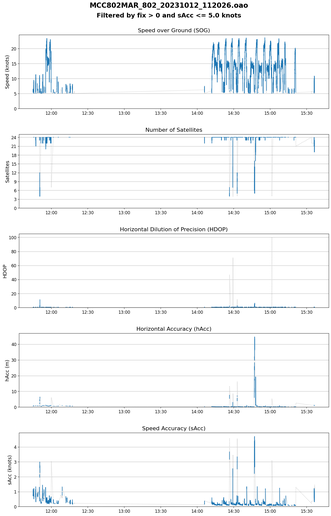 MCC802MAR_802_20231012_112026.oao
Filtered by fix > 0 and sAcc <= 5.0 knots
Speed over Ground (SOG)
Speed (knots)
20
15
10
5
0
12:00 12:30 13:00 13:30 14:00 14:30 15:00 15:30
Number of Satellites
Satellites
24
21
18
15
12
9
6
3
0
12:00 12:30 13:00 13:30 14:00 14:30 15:00 15:30
Horizontal Dilution of Precision (HDOP)
HDOP
100
80
60
40
20
0
12:00 12:30 13:00 13:30 14:00 14:30 15:00 15:30
Horizontal Accuracy (hAcc)
hAcc (m)
40
30
20
10
0
12:00 12:30 13:00 13:30 14:00 14:30 15:00 15:30
Speed Accuracy (sAcc)
sAcc (knots)
4
3
2
1
0
12:00 12:30 13:00 13:30 14:00 14:30 15:00 15:30